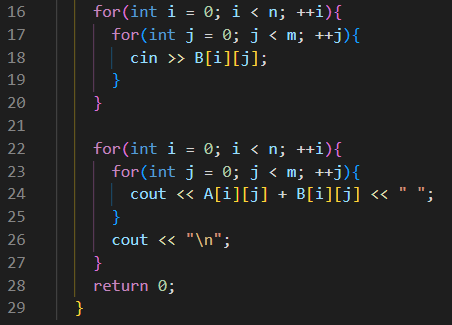 16 for(int i = 0; i < n; ++i){
17 for(int j = 0; j < m; ++j){
18 cin >> B[i][j];
19 }
20 }
21
22 for(int i = 0; i < n; ++i){
23 for(int j = 0; j < m; ++j){
24 cout << A[i][j] + B[i][j] << " ";
25 }
26 cout << "\n";
27 }
28 return 0;
29 }